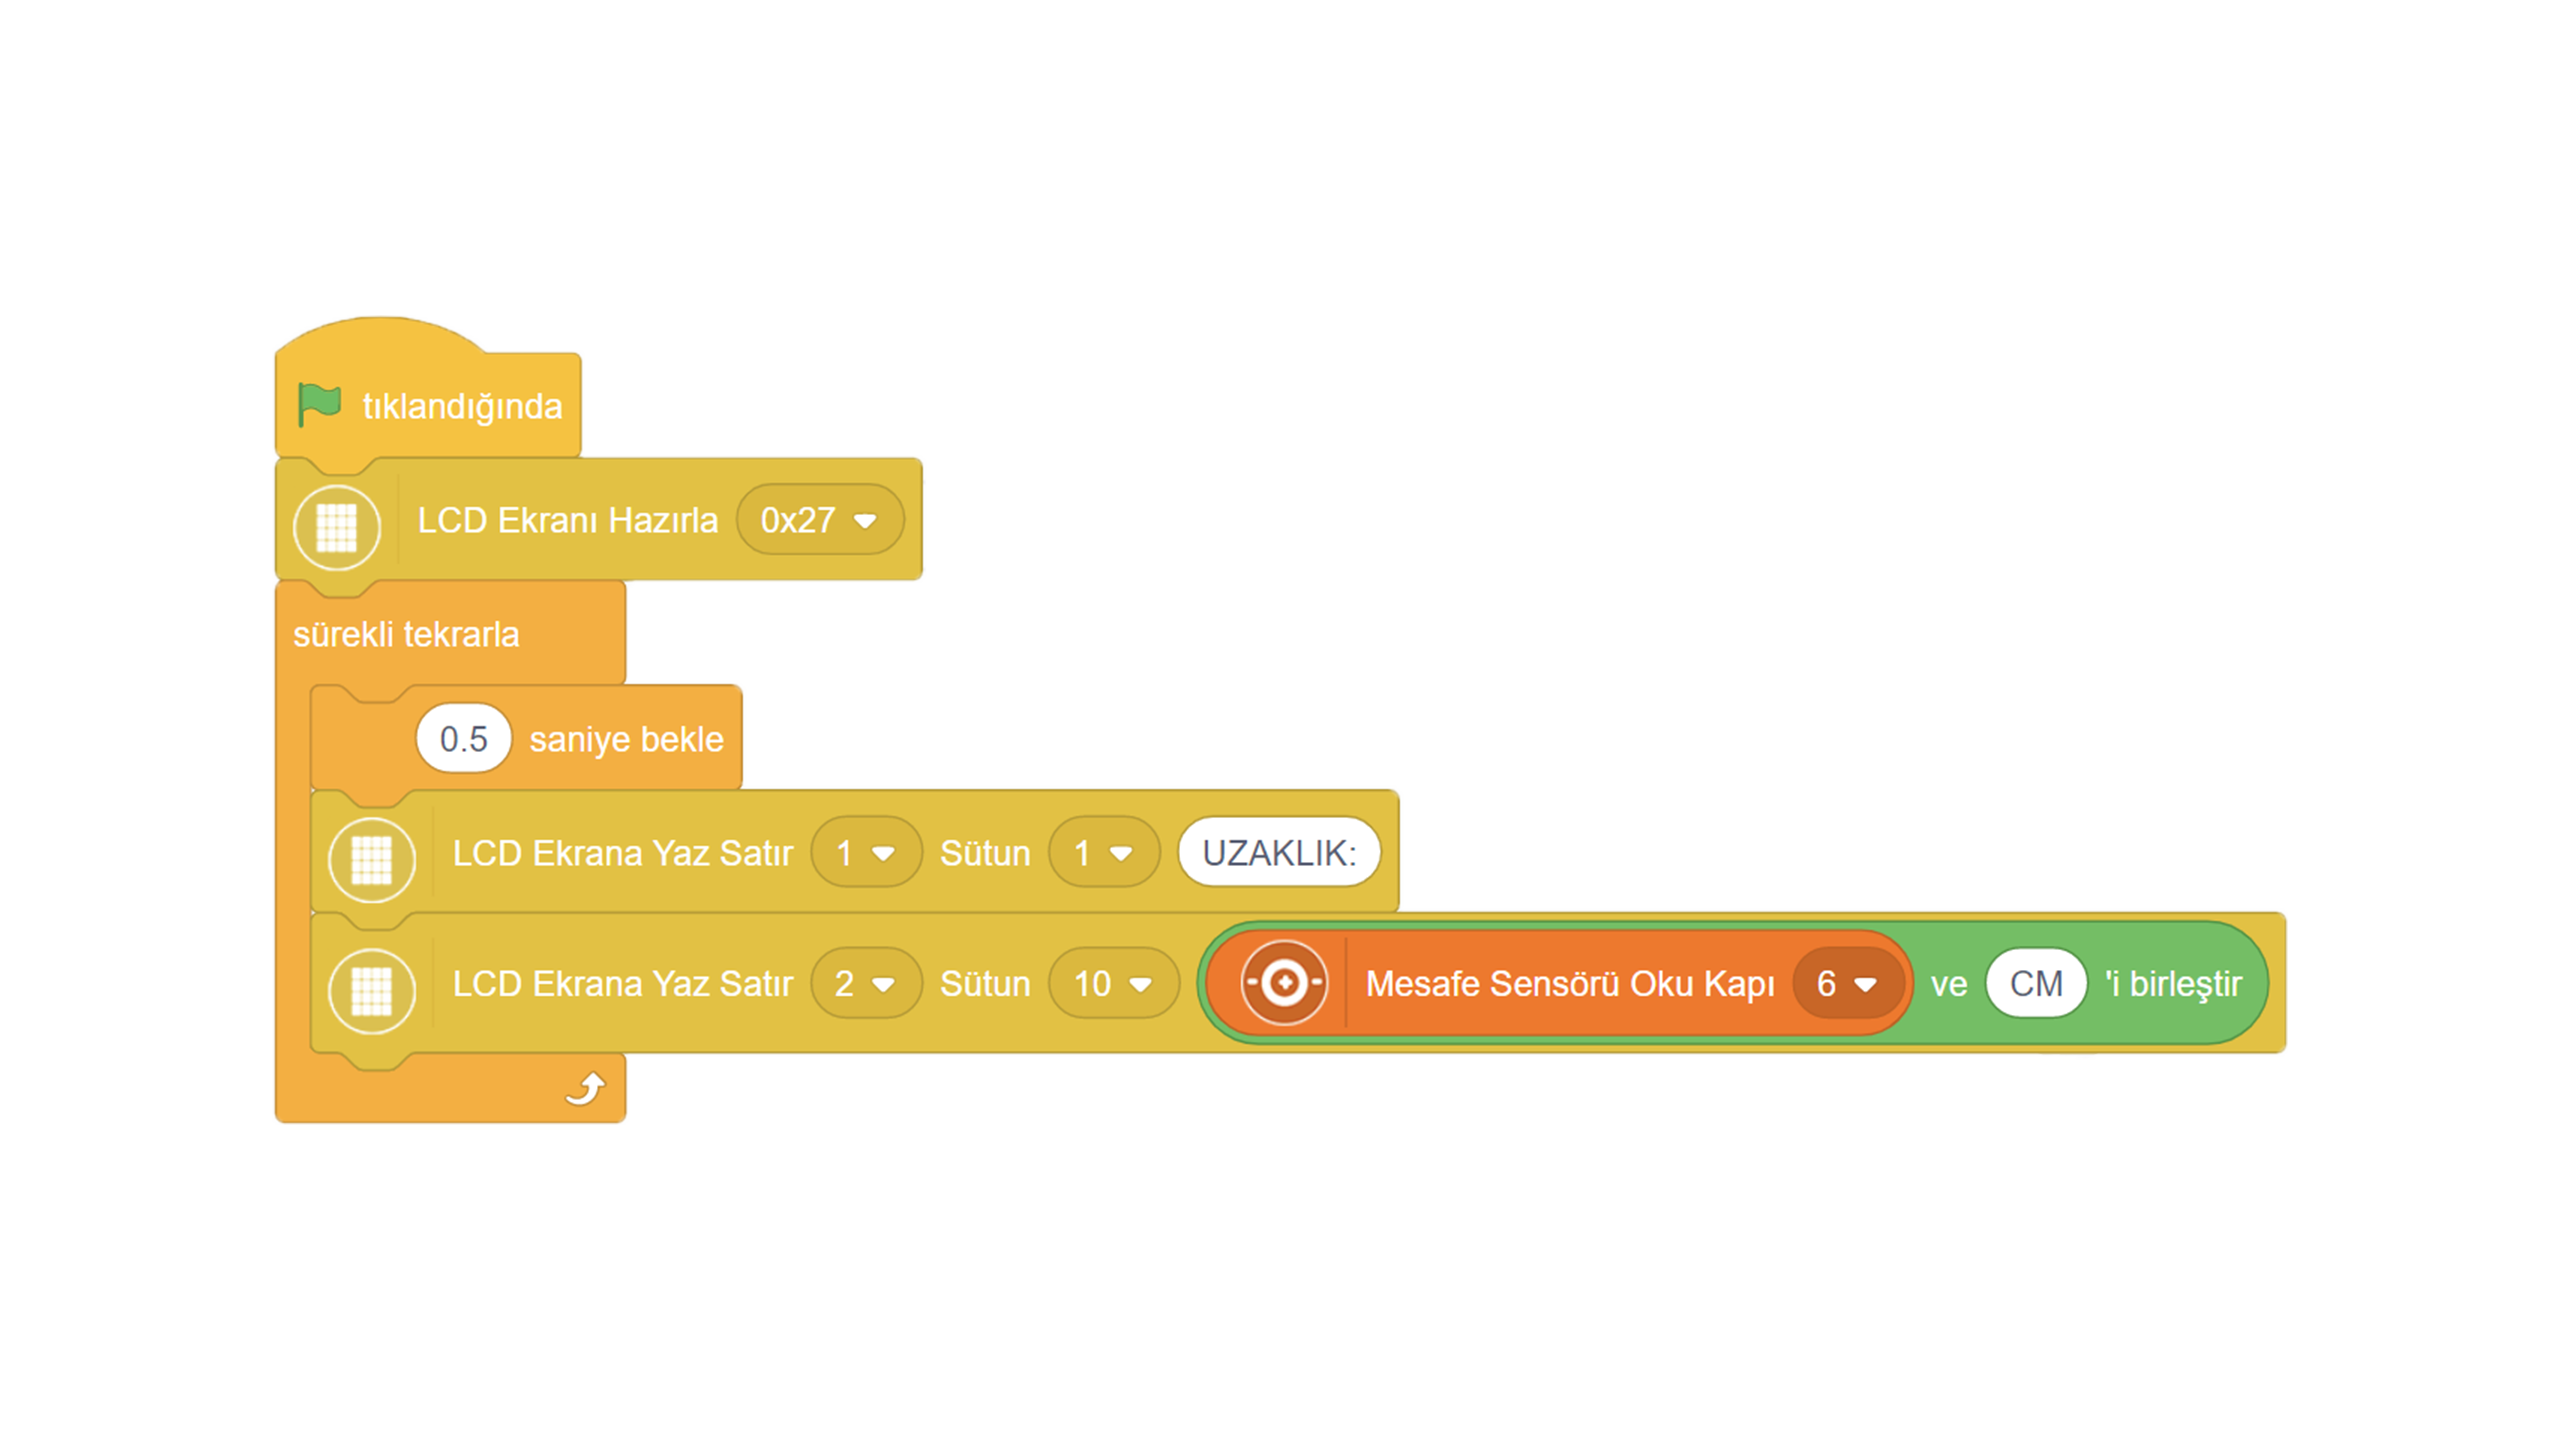 tıklandığında
LCD Ekranı Hazırla 0x27
sürekli tekrarla
0.5 saniye bekle
LCD Ekrana Yaz Satır 1 Sütun 1 UZAKLIK:
LCD Ekrana Yaz Satır 2 Sütun 10 Mesafe Sensörü Oku Kapı 6 ve CM 'i birleştir